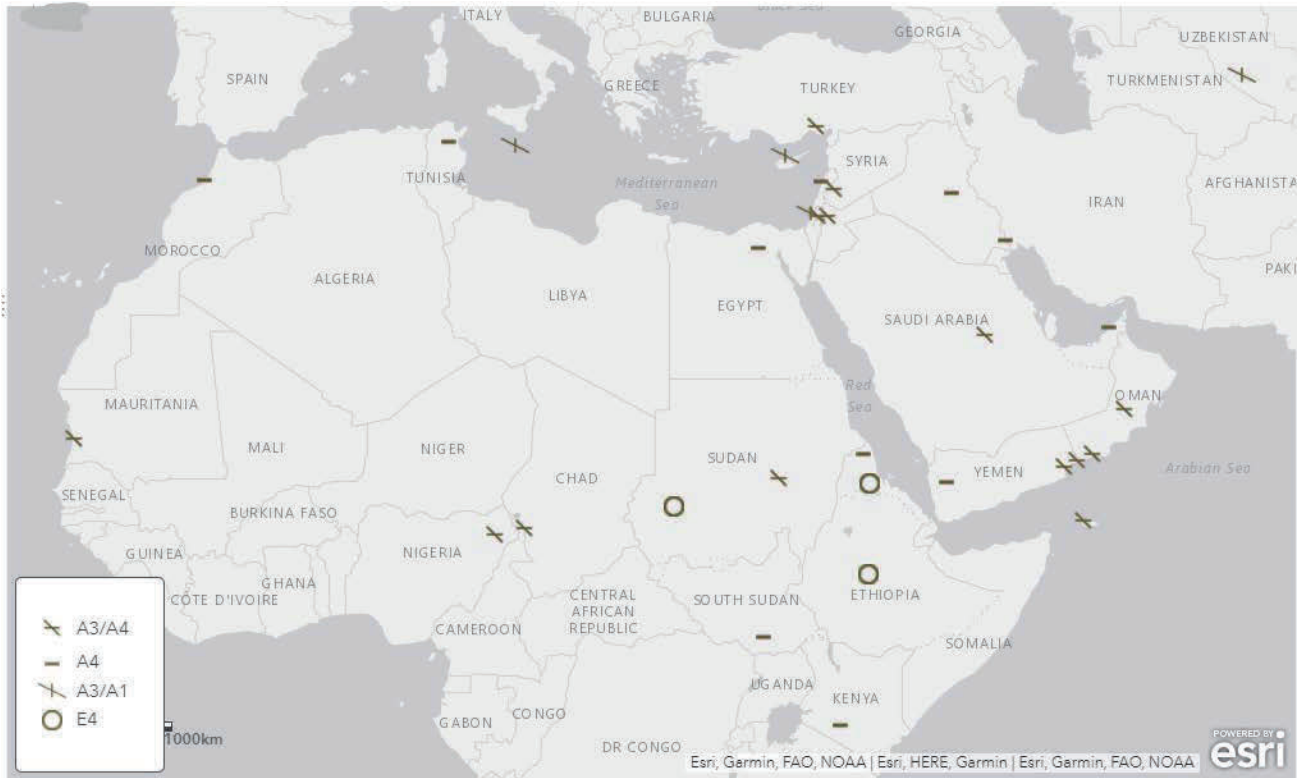 ITALY
BULGARIA
GEORGIA
UZBEKISTAN
SPAIN
GREECE
TURKEY
TURKMENISTAN
SYRIA
TUNISIA
Mediterranean
Sea
IRAN
AFGHANISTA
MOROCCO
ALGERIA
LIBYA
EGYPT
PAKI
SAUDI ARABIA
Red
Sea
OMAN
MAURITANIA
MALI
NIGER
CHAD
SUDAN
YEMEN
Arabian Sea
SENEGAL
BURKINA FASO
GUINEA
NIGERIA
GHANA
CÔTE D'IVOIRE
CENTRAL
AFRICAN
REPUBLIC
SOUTH SUDAN
ETHIOPIA
CAMEROON
SOMALIA
UGANDA
KENYA
GABON
CONGO
DR CONGO
A3/A4
A4
A3/A1
E4
1000km
Esri, Garmin, FAO, NOAA | Esri, HERE, Garmin | Esri, Garmin, FAO, NOAA
POWERED BY
esri